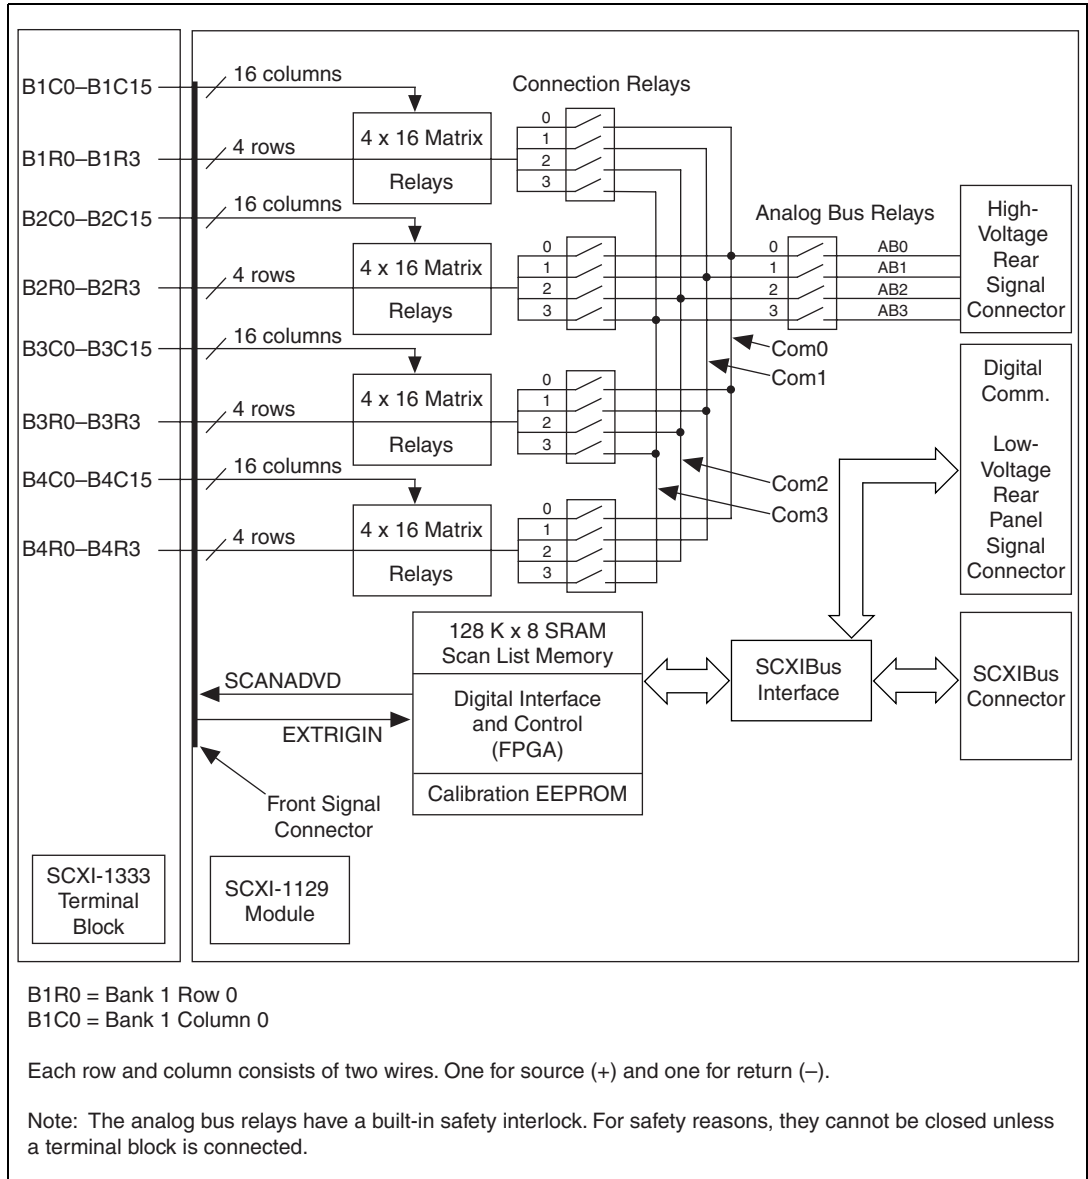 B1C0–B1C15
16 columns
Connection Relays
4 x 16 Matrix
Relays
0
1
2
3
B1R0–B1R3
4 rows
B2C0–B2C15
16 columns
Analog Bus Relays
4 x 16 Matrix
Relays
0
1
2
3
0
1
2
3
AB0
AB1
AB2
AB3
High-
Voltage
Rear
Signal
Connector
B2R0–B2R3
4 rows
B3C0–B3C15
16 columns
Com0
Com1
4 x 16 Matrix
Relays
0
1
2
3
B3R0–B3R3
4 rows
B4C0–B4C15
16 columns
Com2
Com3
4 x 16 Matrix
Relays
0
1
2
3
B4R0–B4R3
4 rows
Digital
Comm.
Low-
Voltage
Rear
Panel
Signal
Connector
128 K x 8 SRAM
Scan List Memory
Digital Interface
and Control
(FPGA)
Calibration EEPROM
SCANADVD
EXTRIGIN
SCXIBus
Interface
SCXIBus
Connector
Front Signal
Connector
SCXI-1333
Terminal
Block
SCXI-1129
Module
B1R0 = Bank 1 Row 0
B1C0 = Bank 1 Column 0
Each row and column consists of two wires. One for source (+) and one for return (–).
Note: The analog bus relays have a built-in safety interlock. For safety reasons, they cannot be closed unless
a terminal block is connected.